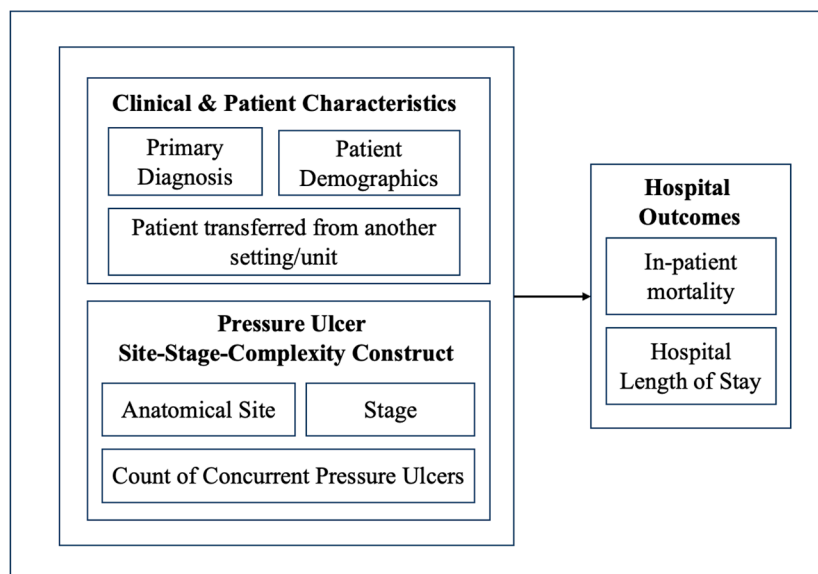 Clinical & Patient Characteristics
Primary
Diagnosis
Patient
Demographics
Patient transferred from another
setting/unit
Pressure Ulcer
Site-Stage-Complexity Construct
Anatomical Site
Stage
Count of Concurrent Pressure Ulcers
Hospital
Outcomes
In-patient
mortality
Hospital
Length of Stay